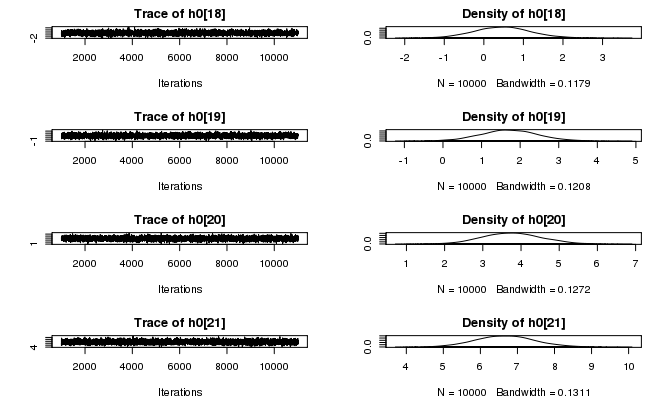 Trace of h0[18] Density of h0[18]
-2 0.0
2000 4000 6000 8000 10000 -2 -1 0 1 2 3
Iterations N = 10000 Bandwidth = 0.1179
Trace of h0[19] Density of h0[19]
-1 0.0
2000 4000 6000 8000 10000 -1 0 1 2 3 4 5
Iterations N = 10000 Bandwidth = 0.1208
Trace of h0[20] Density of h0[20]
1 0.0
2000 4000 6000 8000 10000 1 2 3 4 5 6 7
Iterations N = 10000 Bandwidth = 0.1272
Trace of h0[21] Density of h0[21]
4 0.0
2000 4000 6000 8000 10000 4 5 6 7 8 9 10
Iterations N = 10000 Bandwidth = 0.1311